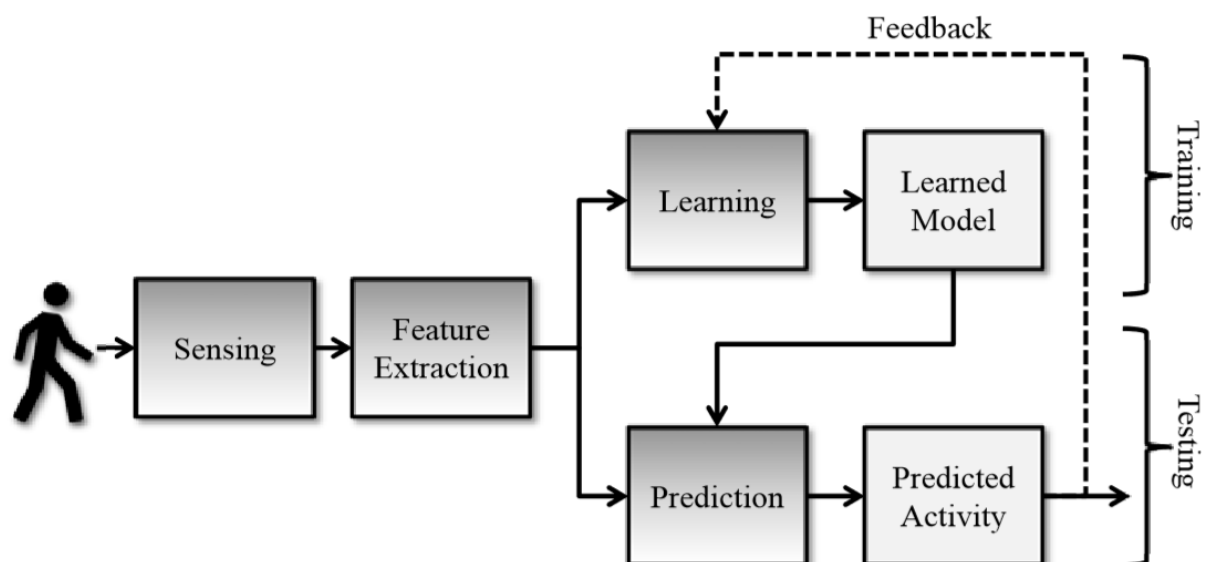 Feedback
Learning
Learned
Model
Training
Sensing
Feature
Extraction
Prediction
Predicted
Activity
Testing